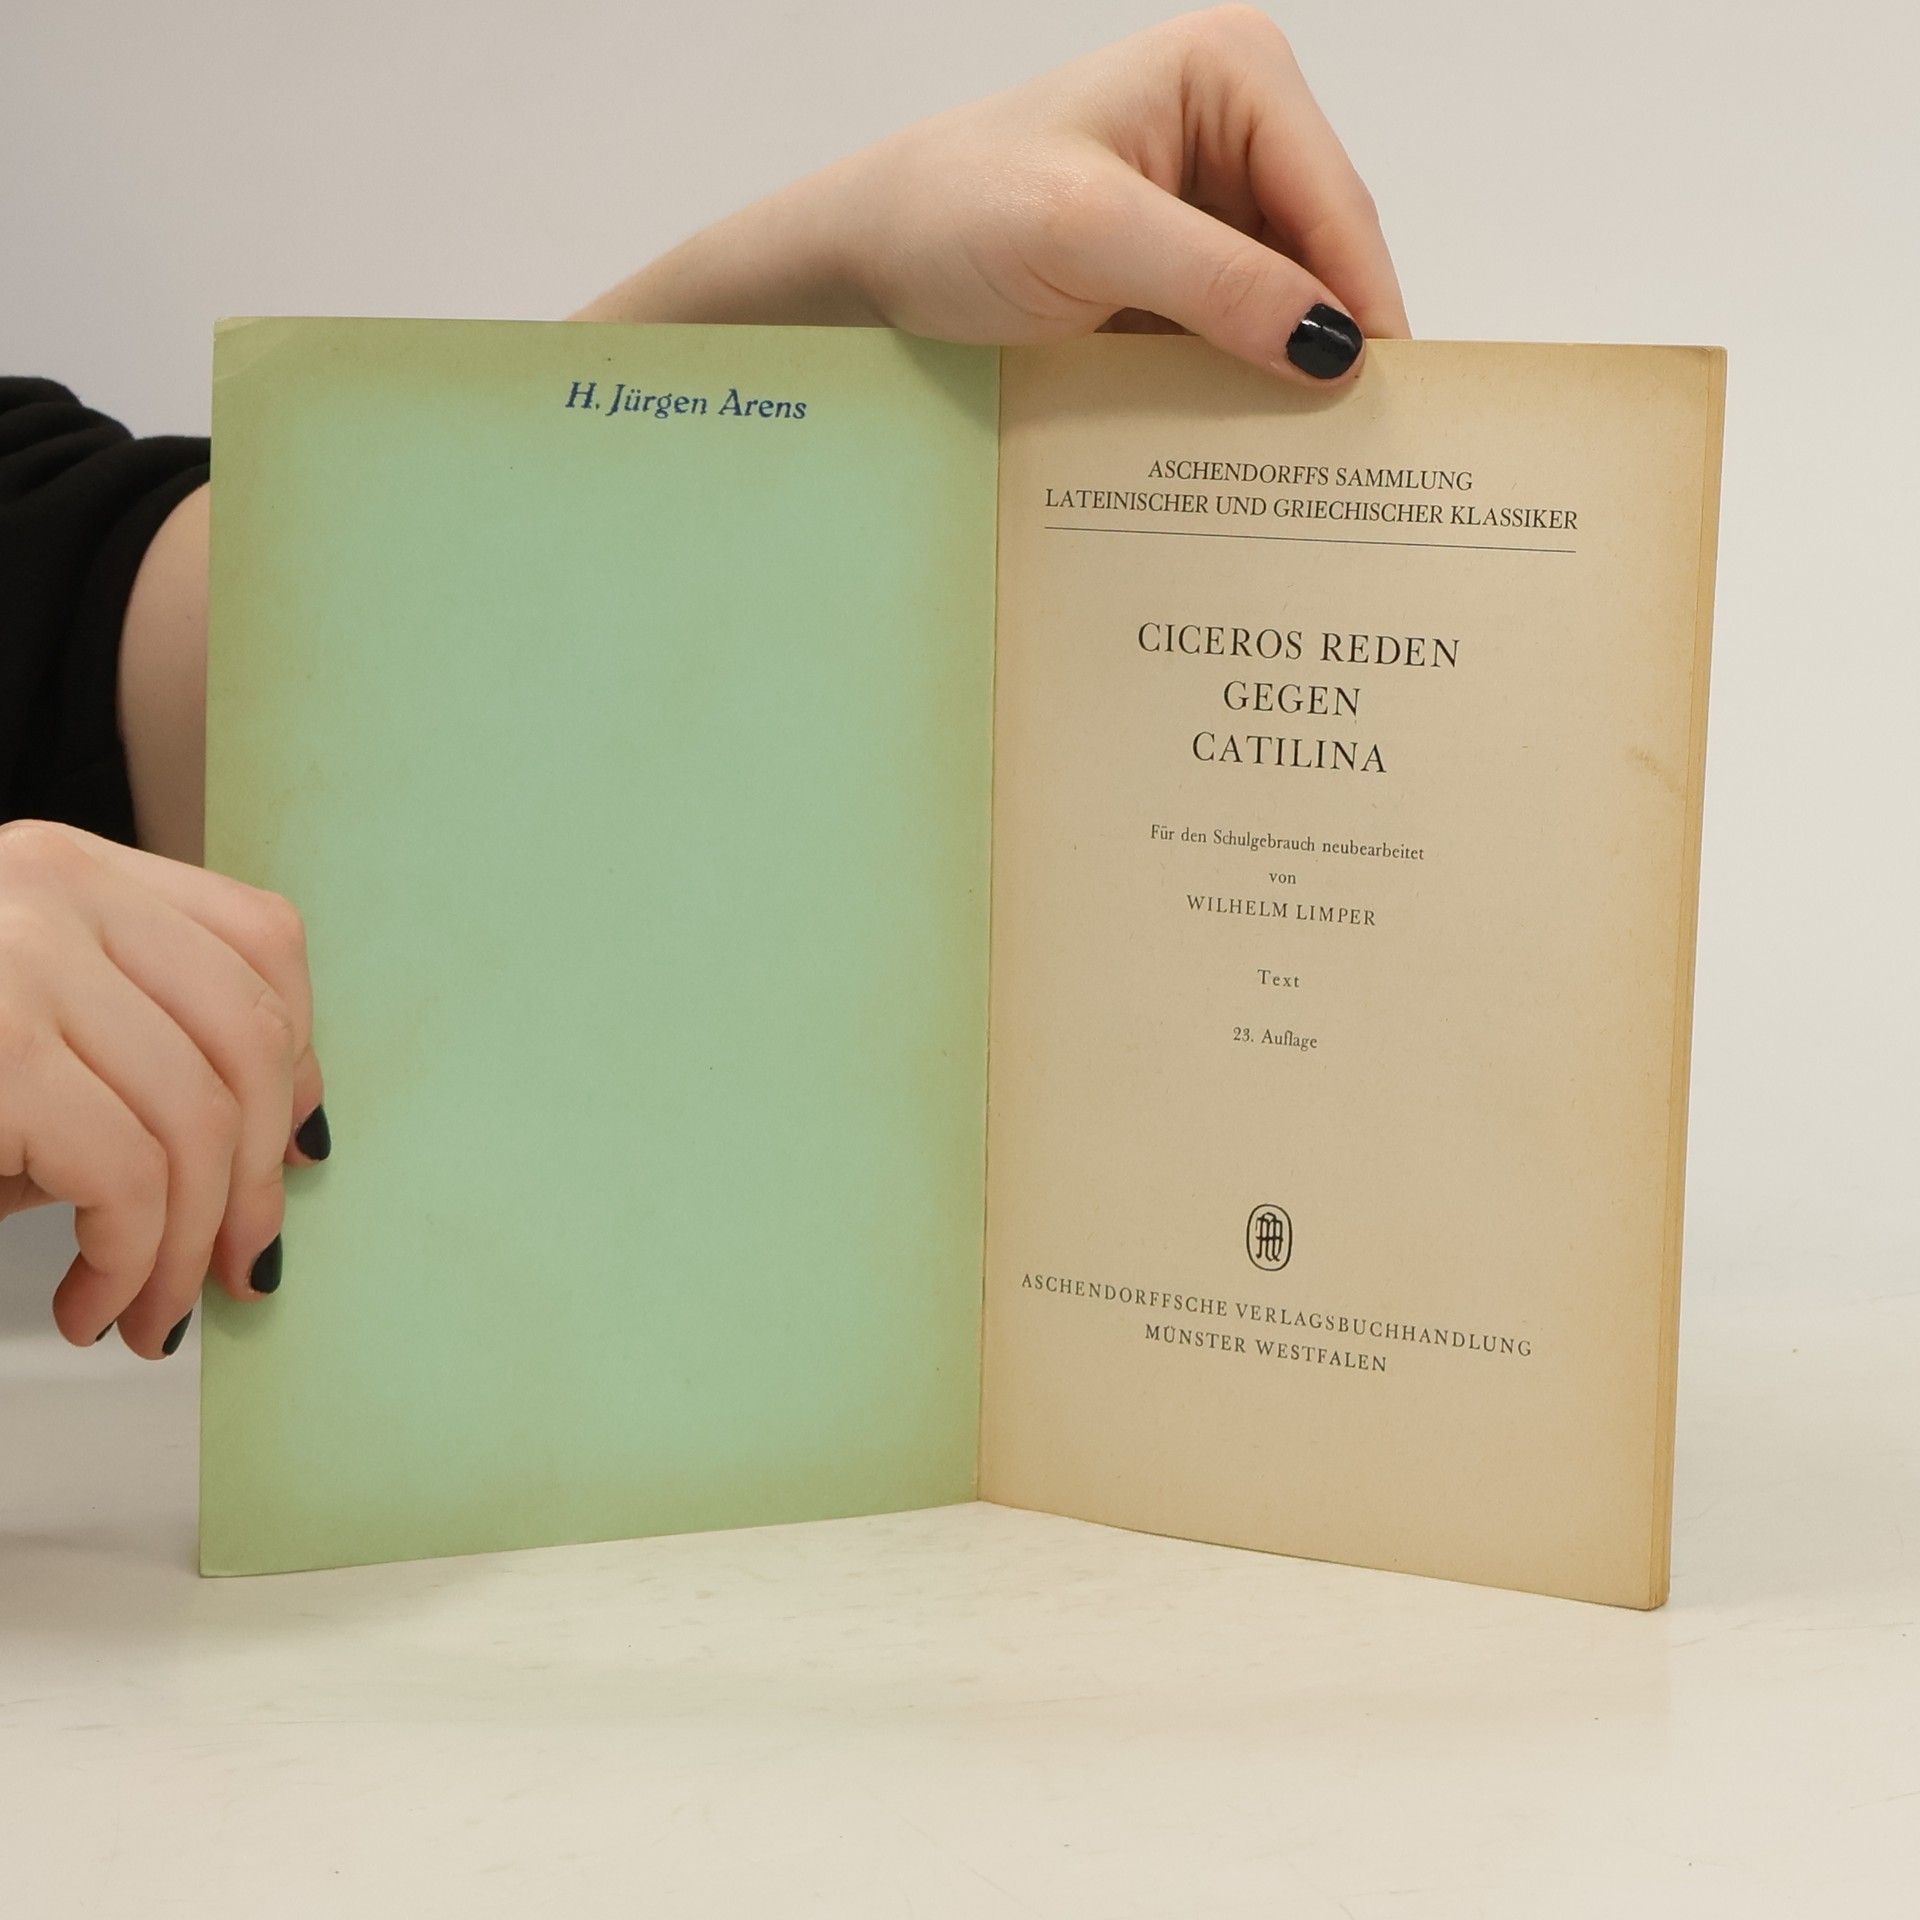 H. Jürgen Arens
ASCHENDORFFS SAMMLUNG
LATEINISCHER UND GRIECHISCHER KLASSIKER
CICEROS REDEN
GEGEN
CATILINA
Für den Schulgebrauch neubearbeitet
von
WILHELM LIMPER
Text
23. Auflage
ASCHENDORFFSCHE VERLAGSBUCHHANDLUNG
MÜNSTER WESTFALEN